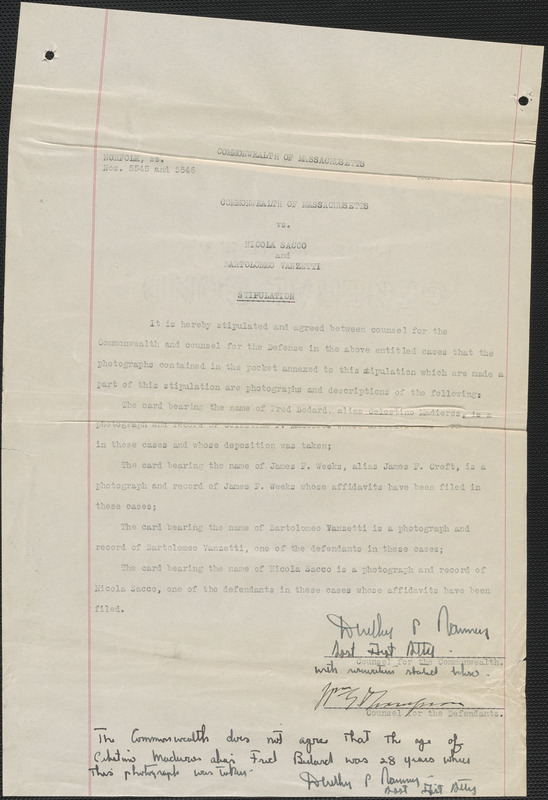 COMMONWEALTH OF MASSACHUSETTS
NORFOLK, ss.
Nos. 5545 and 5546
COMMONWEALTH OF MASSACHUSETTS
vs.
NICOLA SACCO
and
BARTOLOMEO VANZETTI
STIPULATION
It is hereby stipulated and agreed between counsel for the
Commonwealth and counsel for the Defense in the above entitled cases that the
photographs contained in the pocket annexed to this stipulation which are made a
part of this stipulation are photographs and descriptions of the following:
The card bearing the name of Fred Bodard, alias Celestino Madieros, is a
photograph and record of
in these cases and whose deposition was taken;
The card bearing the name of James F. Weeks, alias James F. Croft, is a
photograph and record of James F. Weeks whose affidavits have been filed in
these cases;
The card bearing the name of Bartolomeo Vanzetti is a photograph and
record of Bartolomeo Vanzetti, one of the defendants in these cases;
The card bearing the name of Nicola Sacco is a photograph and record of
Nicola Sacco, one of the defendants in these cases whose affidavits have been
filed.
Dudley P Ranney
Asst Dist Atty.
Counsel for the Commonwealth.
with reservation stated below.
Wm G Thompson
Counsel for the Defendants.
The Commonwealth does not agree that the age of
Celestino Madeiros alias Fred was 28 years when
this photograph was taken.
Dudley P Ranney
Asst Dist Atty